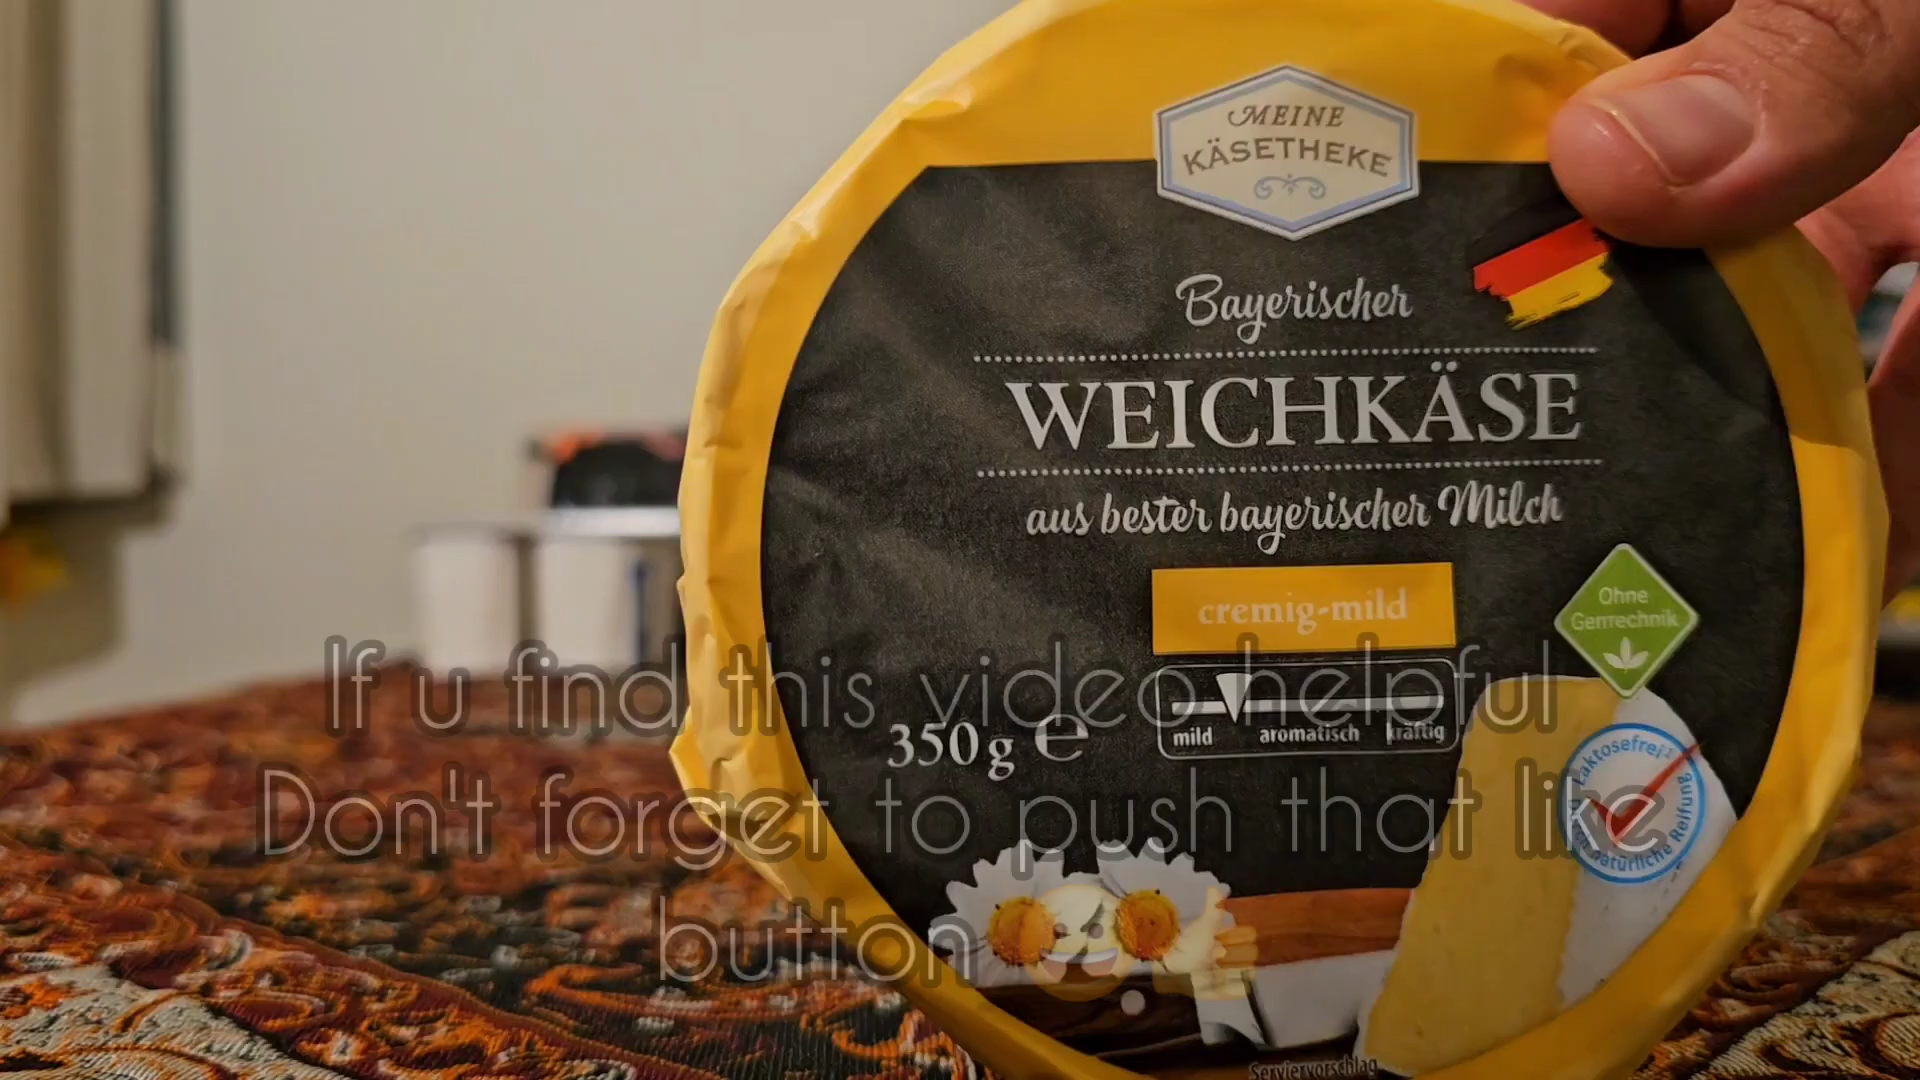 MEINE
KÄSETHEKE
Bayerischer
WEICHKÄSE
aus bester bayerischer Milch
cremig-mild
Ohne
Gentechnik
mild aromatisch kräftig
350g e
Laktosefrei
natürliche Reifung
If u find this video helpful
Don't forget to push that like
button
Serviervorschlag